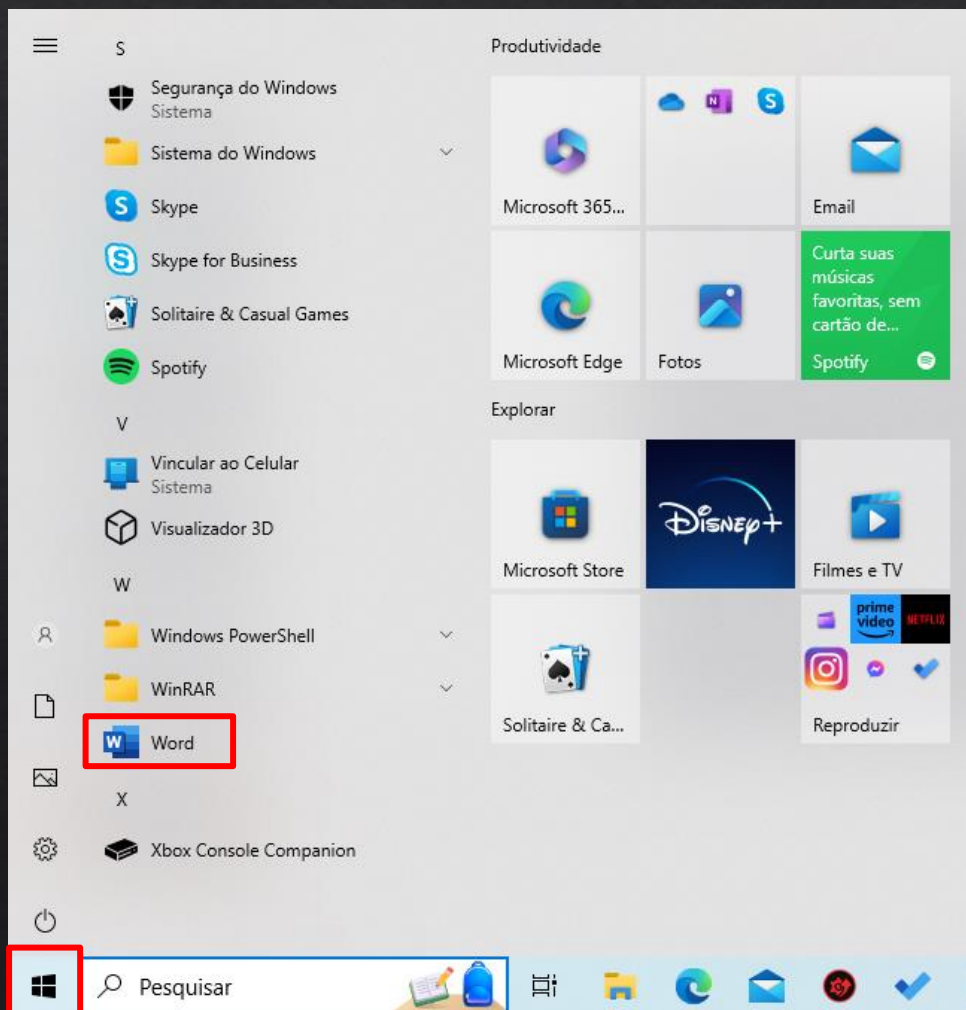 S
Segurança do Windows
Sistema
Sistema do Windows
Skype
Skype for Business
Solitaire & Casual Games
Spotify
V
Vincular ao Celular
Sistema
Visualizador 3D
W
Windows PowerShell
WinRAR
Word
X
Xbox Console Companion
Produtividade
Microsoft 365...
Email
Microsoft Edge
Fotos
Curta suas
músicas
favoritas, sem
cartão de...
Spotify
Explorar
Microsoft Store
Disney+
Filmes e TV
Solitaire & Ca...
prime
video
NETFLIX
Reproduzir
Pesquisar